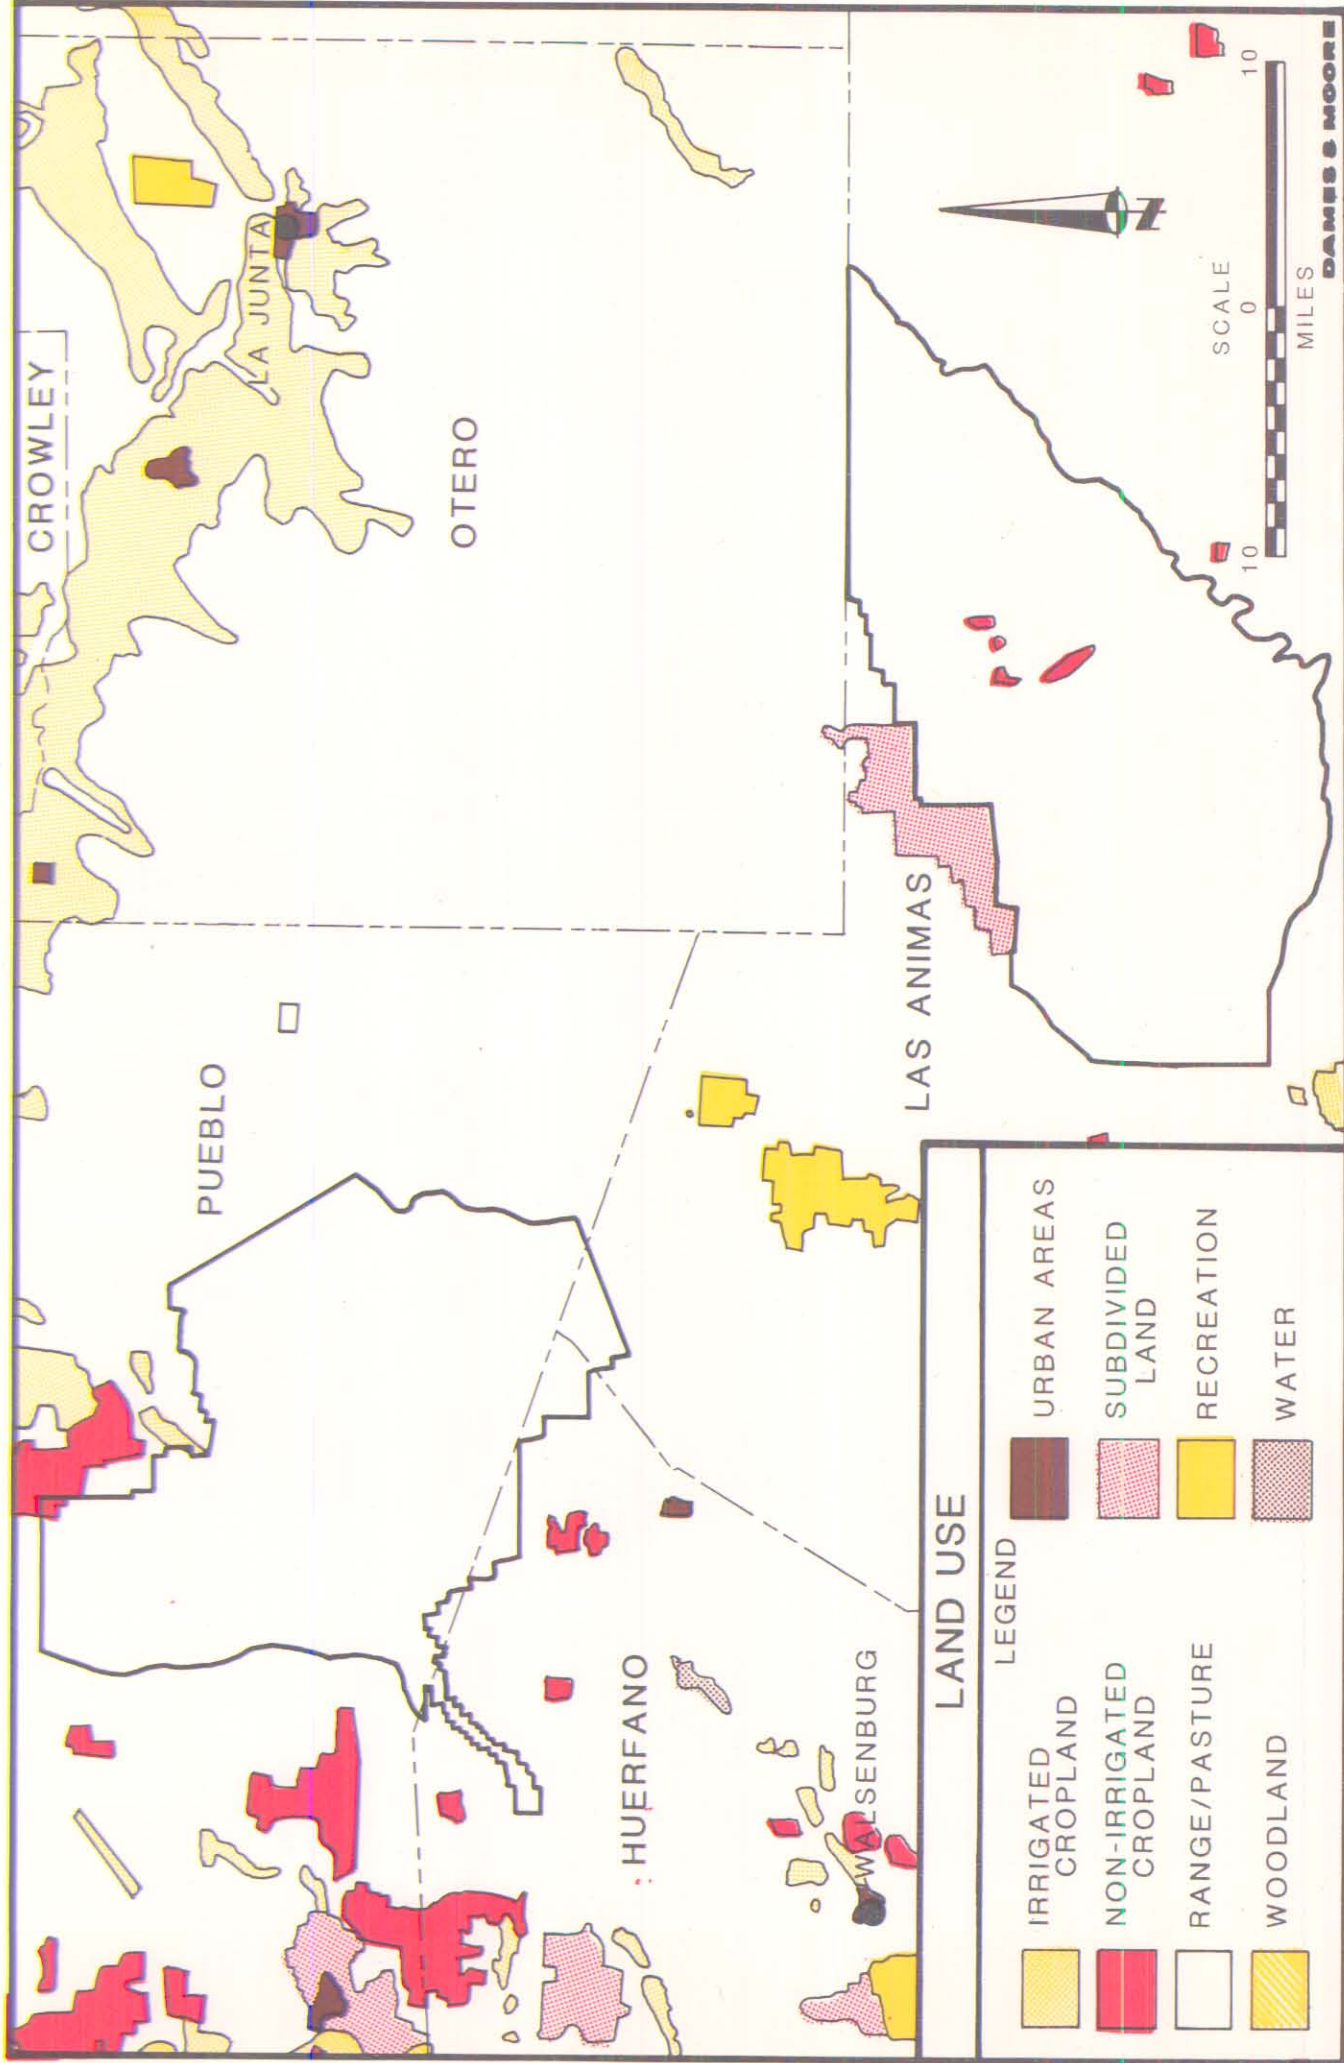 CROWLEY
LA JUNTA
OTERO
PUEBLO
LAS ANIMAS
HUERFANO
WALSENBURG
LAND USE
LEGEND
IRRIGATED
CROPLAND
NON-IRRIGATED
CROPLAND
RANGE/PASTURE
WOODLAND
URBAN AREAS
SUBDIVIDED
LAND
RECREATION
WATER
N
SCALE
10 0 10
MILES
DAMES & MOORE